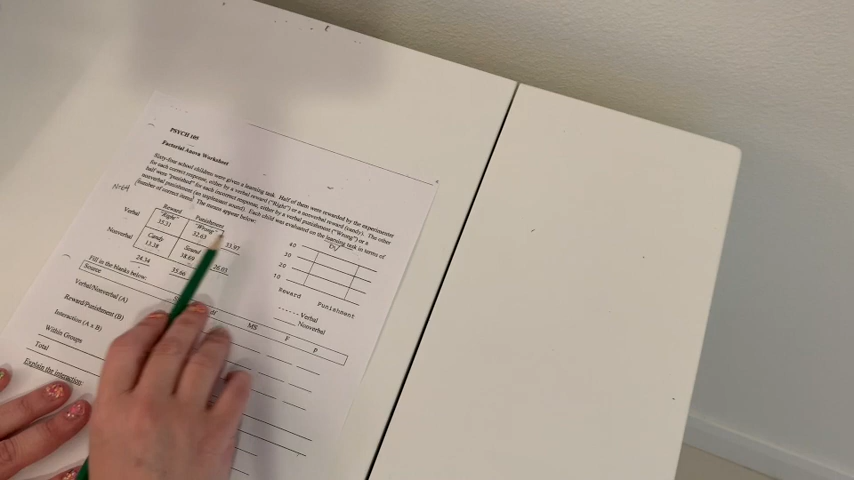 PSYCH 105
Factorial Anova Worksheet
Sixty-four school children were given a learning task. Half of them were rewarded by the experimenter
for each correct response, either by a verbal reward ("Right") or a nonverbal reward (candy). The other
half were "punished" for each incorrect response, either by a verbal punishment ("Wrong") or a
nonverbal punishment (an unpleasant sound). Each child was evaluated on the learning task in terms of
(number of correct items). The means appear below:
N=64
DV
Reward Punishment
Verbal "Right" "Wrong"
35.31 32.63 33.97
Nonverbal Candy Sound
13.38 38.69 26.03
24.34 35.66
40
30
20
10
Reward Punishment
Verbal
Nonverbal
Fill in the blanks below:
Source df MS F p
Verbal/Nonverbal (A)
Reward/Punishment (B)
Interaction (A x B)
Within Groups
Total
Explain the interaction: